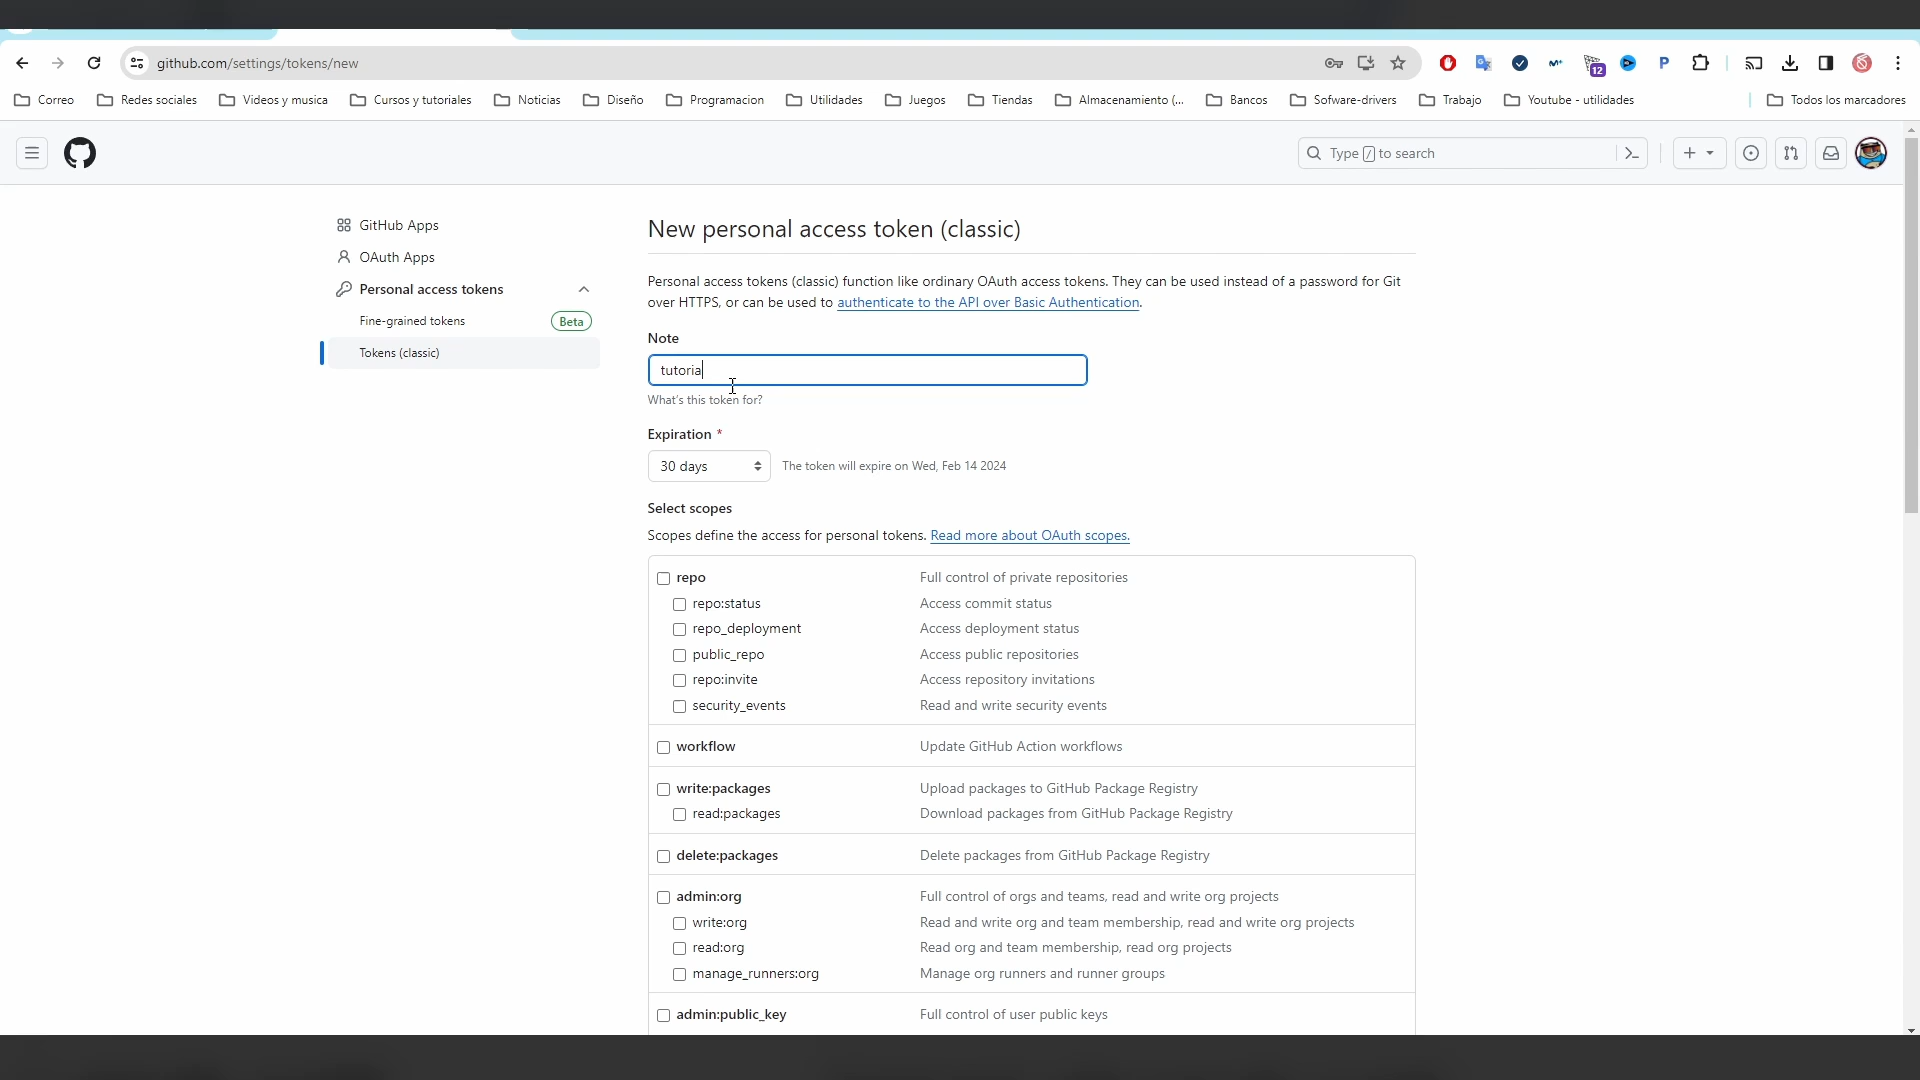 github.com/settings/tokens/new
12
Correo Redes sociales Videos y musica Cursos y tutoriales Noticias Diseño Programacion Utilidades Juegos Tiendas Almacenamiento (... Bancos Sofware-drivers Trabajo Youtube - utilidades Todos los marcadores
Type / to search
GitHub Apps
OAuth Apps
Personal access tokens
Fine-grained tokens Beta
Tokens (classic)
New personal access token (classic)
Personal access tokens (classic) function like ordinary OAuth access tokens. They can be used instead of a password for Git
over HTTPS, or can be used to authenticate to the API over Basic Authentication.
Note
tutoria
What's this token for?
Expiration *
30 days The token will expire on Wed, Feb 14 2024
Select scopes
Scopes define the access for personal tokens. Read more about OAuth scopes.
repo Full control of private repositories
repo:status Access commit status
repo_deployment Access deployment status
public_repo Access public repositories
repo:invite Access repository invitations
security_events Read and write security events
workflow Update GitHub Action workflows
write:packages Upload packages to GitHub Package Registry
read:packages Download packages from GitHub Package Registry
delete:packages Delete packages from GitHub Package Registry
admin:org Full control of orgs and teams, read and write org projects
write:org Read and write org and team membership, read and write org projects
read:org Read org and team membership, read org projects
manage_runners:org Manage org runners and runner groups
admin:public_key Full control of user public keys